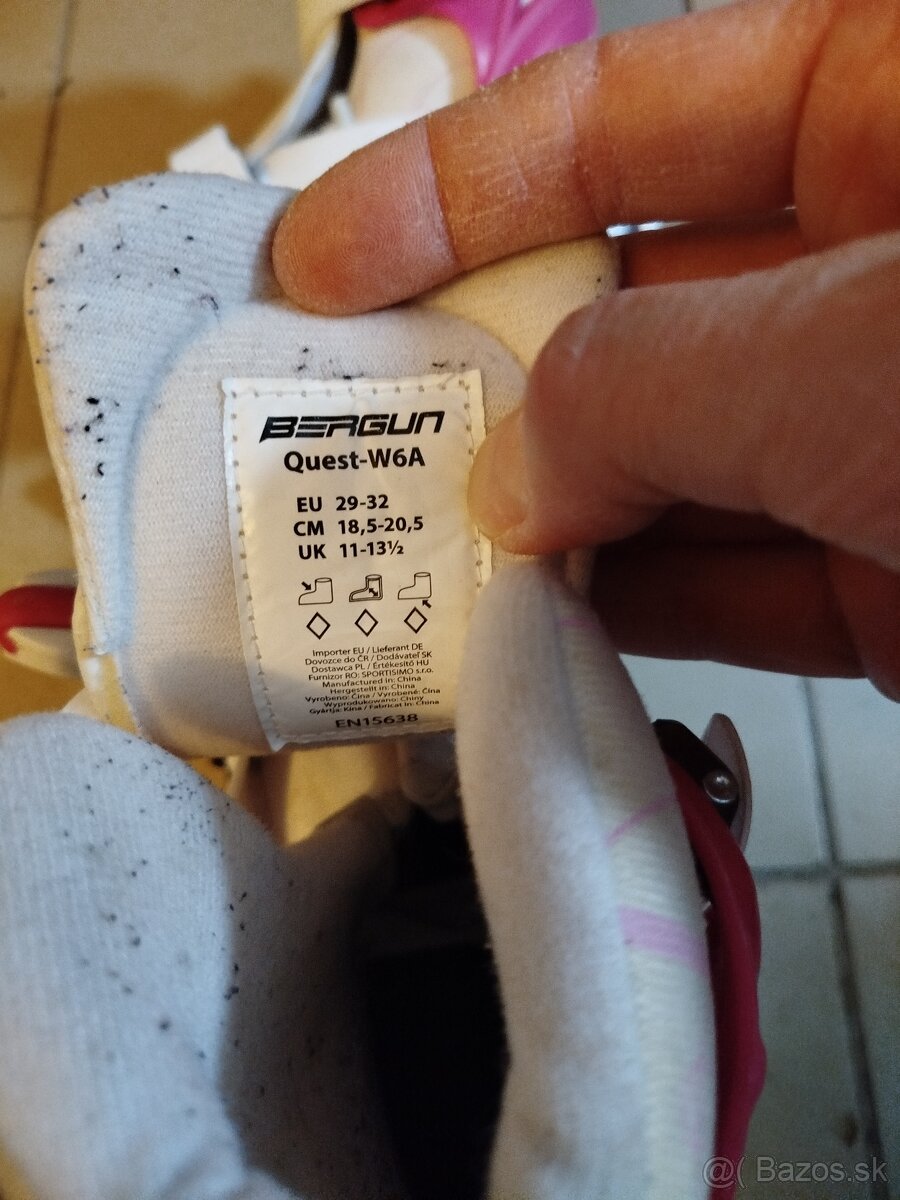 BERGUN
Quest-W6A
EU 29-32
CM 18,5-20,5
UK 11-13½
Importer EU / Lieferant DE
Dovozce do ČR / Dodávateľ SK
Dostawca PL / Értékesítő HU
Furnizor RO: SPORTISIMO s.r.o.
Manufactured in: China
Hergestellt in: China
Vyrobeno: Čína / Vyrobené: Čína
Wyprodukowano: Chiny
Gyártja: Kína / Fabricat in: China
EN15638
@( Bazos.sk